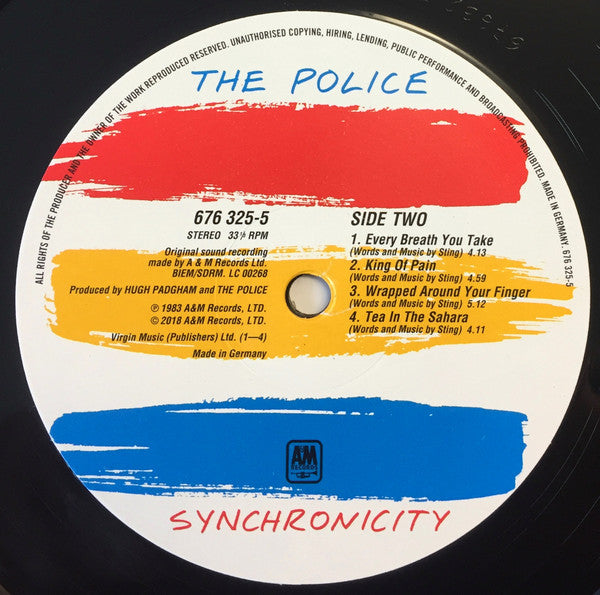 ALL RIGHTS OF THE PRODUCER AND THE OWNER OF THE WORK REPRODUCED RESERVED. UNAUTHORISED COPYING, HIRING, LENDING, PUBLIC PERFORMANCE AND BROADCASTING PROHIBITED. MADE IN GERMANY. 676 325-5
THE POLICE
676 325-5
STEREO 33⅓ RPM
Original sound recording
made by A & M Records Ltd.
BIEM/SDRM. LC 00268
Produced by HUGH PADGHAM and THE POLICE
℗ 1983 A&M Records, LTD.
© 2018 A&M Records, LTD.
Virgin Music (Publishers) Ltd. (1—4)
Made in Germany
SIDE TWO
1. Every Breath You Take
(Words and Music by Sting) 4.13
2. King Of Pain
(Words and Music by Sting) 4.59
3. Wrapped Around Your Finger
(Words and Music by Sting) 5.12
4. Tea In The Sahara
(Words and Music by Sting) 4.11
A&M
RECORDS
SYNCHRONICITY